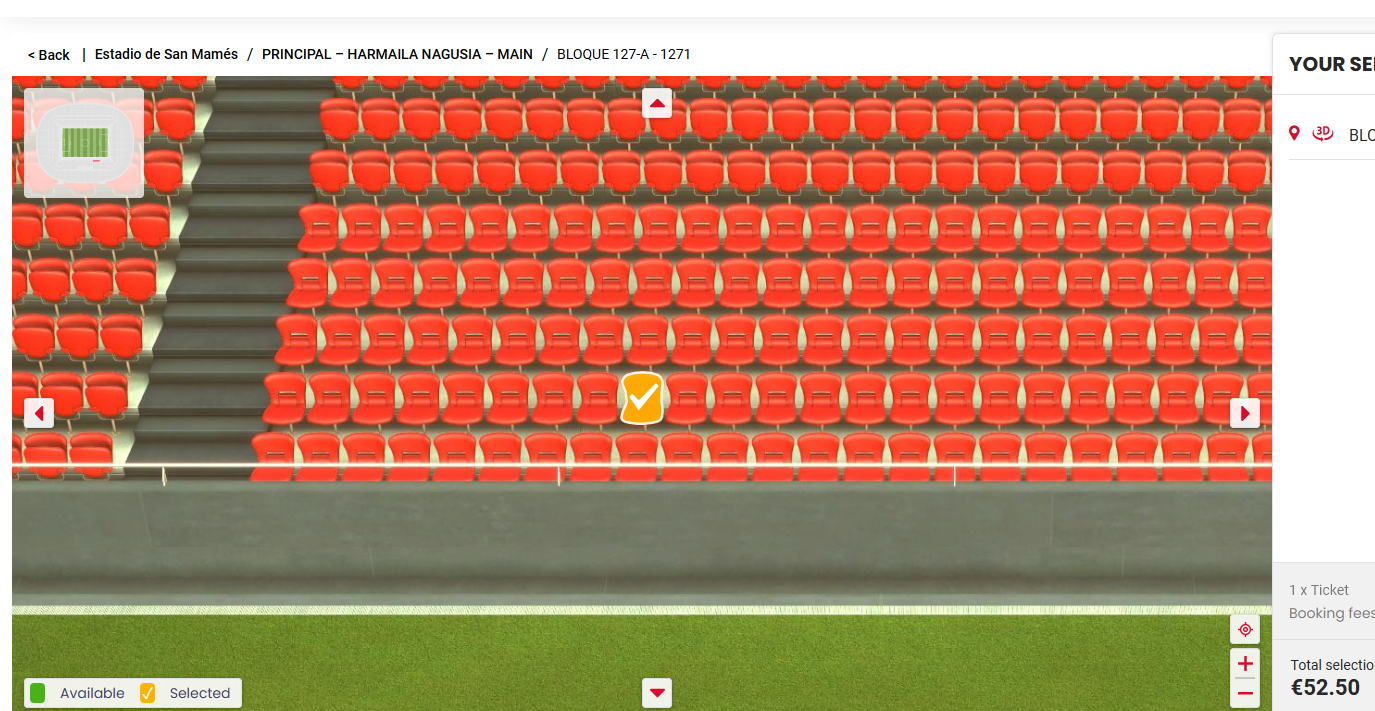 < Back | Estadio de San Mamés / PRINCIPAL – HARMAILA NAGUSIA – MAIN / BLOQUE 127-A - 1271
YOUR SE
3D BLO
1 x Ticket
Booking fees
Total selectio
€52.50
Available Selected